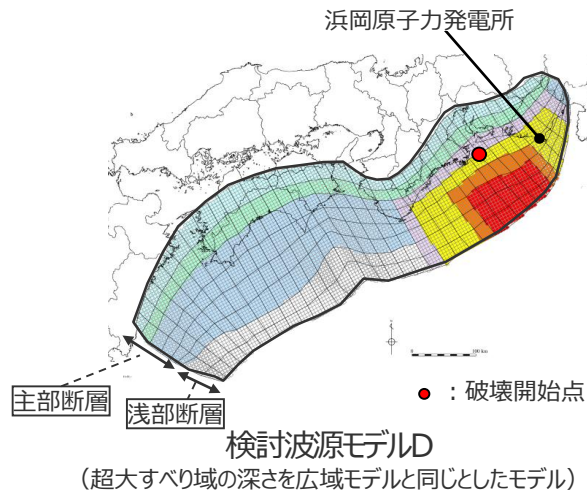 浜岡原子力発電所
100 km
主部断層
浅部断層
：破壊開始点
検討波源モデルD
（超大すべり域の深さを広域モデルと同じとしたモデル）